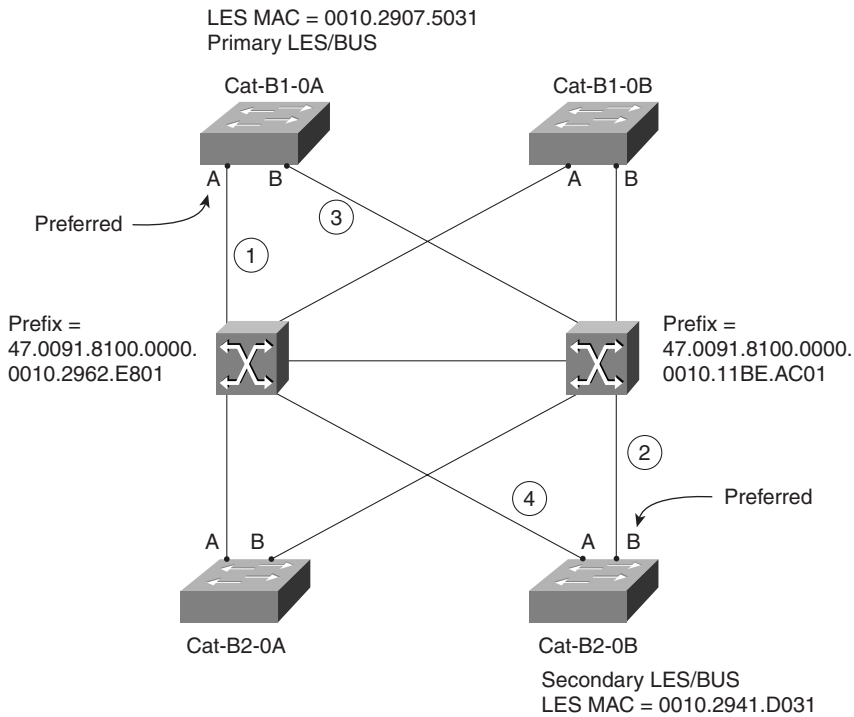 LES MAC = 0010.2907.5031
Primary LES/BUS
Cat-B1-0A
Cat-B1-0B
A
B
A
B
Preferred
3
1
Prefix =
47.0091.8100.0000.
0010.2962.E801
Prefix =
47.0091.8100.0000.
0010.11BE.AC01
2
4
Preferred
A
B
A
B
Cat-B2-0A
Cat-B2-0B
Secondary LES/BUS
LES MAC = 0010.2941.D031